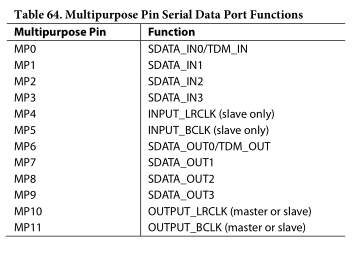 Table 64. Multipurpose Pin Serial Data Port Functions
Multipurpose Pin Function
MP0 SDATA_IN0/TDM_IN
MP1 SDATA_IN1
MP2 SDATA_IN2
MP3 SDATA_IN3
MP4 INPUT_LRCLK (slave only)
MP5 INPUT_BCLK (slave only)
MP6 SDATA_OUT0/TDM_OUT
MP7 SDATA_OUT1
MP8 SDATA_OUT2
MP9 SDATA_OUT3
MP10 OUTPUT_LRCLK (master or slave)
MP11 OUTPUT_BCLK (master or slave)